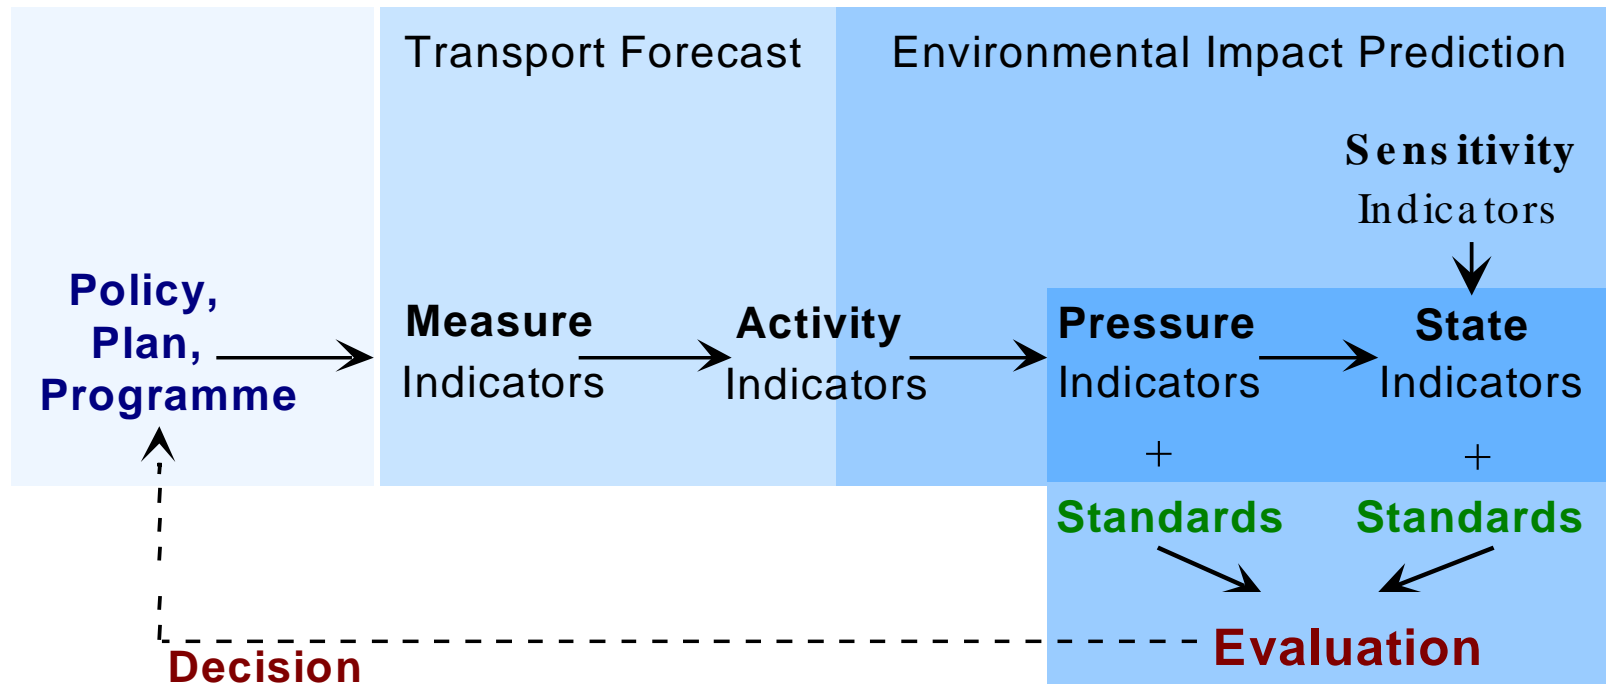 Transport Forecast
Environmental Impact Prediction
Sensitivity
Indicators
Policy,
Plan,
Programme
Measure
Indicators
Activity
Indicators
Pressure
Indicators
State
Indicators
+
+
Standards
Standards
Evaluation
Decision